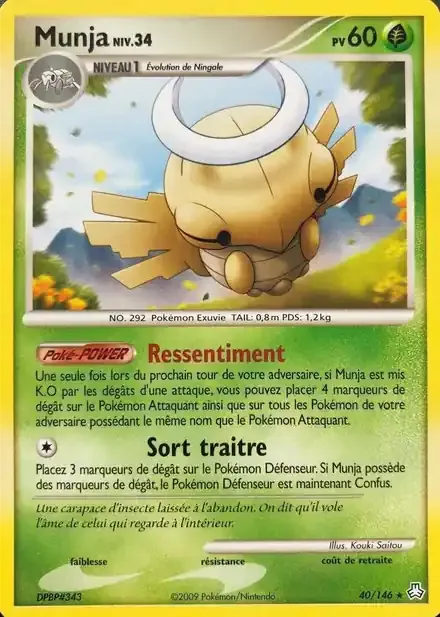 Munja NIV.34
PV 60
NIVEAU 1 Évolution de Ningale
NO. 292 Pokémon Exuvie TAIL: 0,8m PDS: 1,2kg
Poké-POWER Ressentiment
Une seule fois lors du prochain tour de votre adversaire, si Munja est mis
K.O par les dégâts d'une attaque, vous pouvez placer 4 marqueurs de
dégât sur le Pokémon Attaquant ainsi que sur tous les Pokémon de votre
adversaire possédant le même nom que le Pokémon Attaquant.
Sort traitre
Placez 3 marqueurs de dégât sur le Pokémon Défenseur. Si Munja possède
des marqueurs de dégât, le Pokémon Défenseur est maintenant Confus.
Une carapace d'insecte laissée à l'abandon. On dit qu'il vole
l'âme de celui qui regarde à l'intérieur.
Illus. Kouki Saitou
faiblesse résistance coût de retraite
DPBP#343 ©2009 Pokémon/Nintendo 40/146 ★